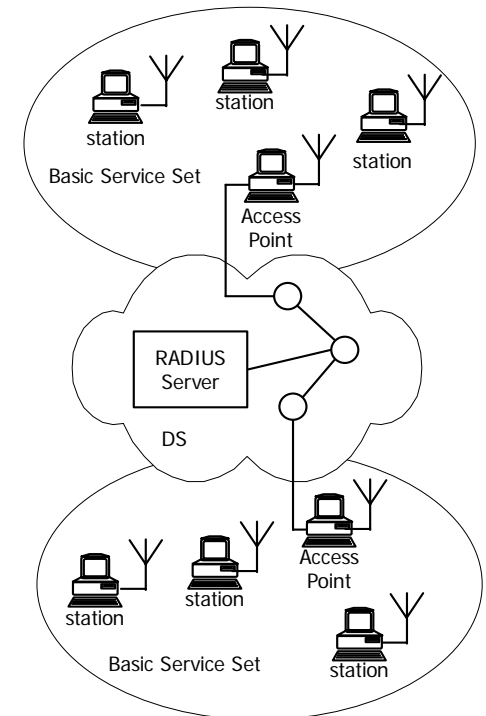 station
station
station
Basic Service Set
Access
Point
RADIUS
Server
DS
Access
Point
station
station
station
Basic Service Set